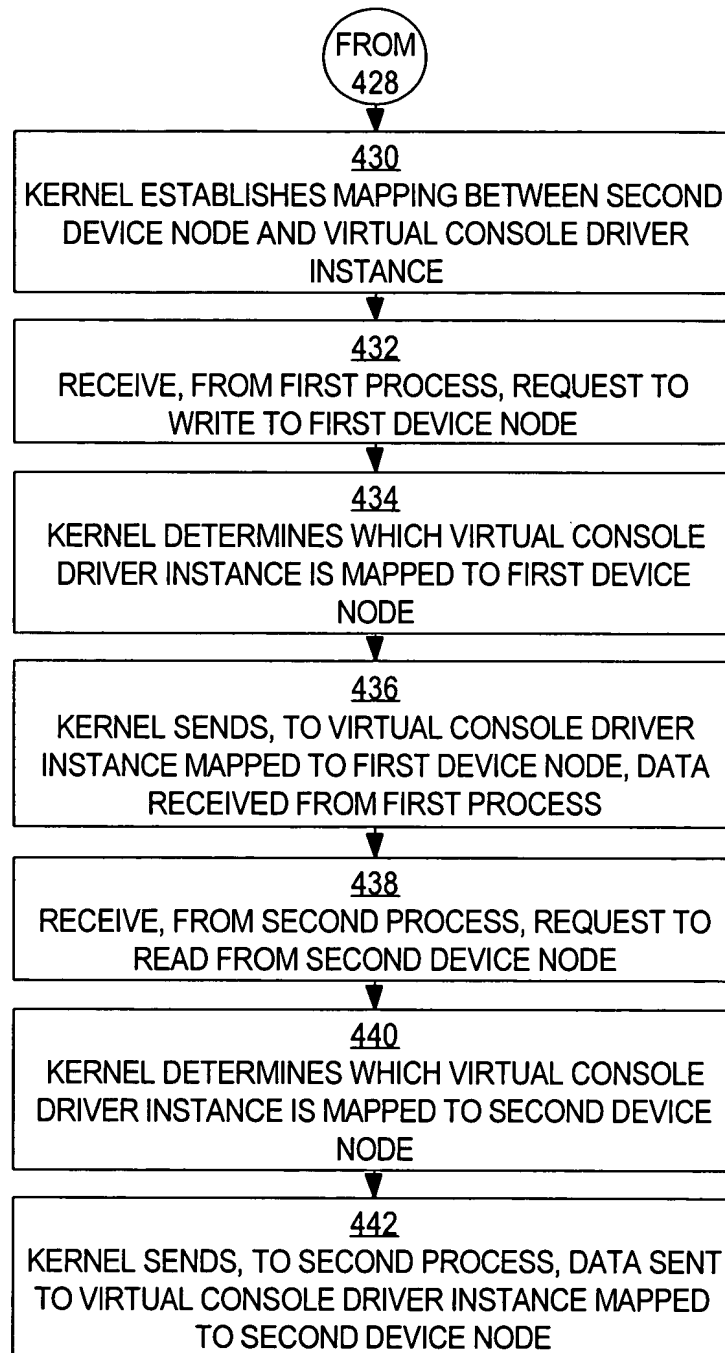 FROM
428
430
KERNEL ESTABLISHES MAPPING BETWEEN SECOND
DEVICE NODE AND VIRTUAL CONSOLE DRIVER
INSTANCE
432
RECEIVE, FROM FIRST PROCESS, REQUEST TO
WRITE TO FIRST DEVICE NODE
434
KERNEL DETERMINES WHICH VIRTUAL CONSOLE
DRIVER INSTANCE IS MAPPED TO FIRST DEVICE
NODE
436
KERNEL SENDS, TO VIRTUAL CONSOLE DRIVER
INSTANCE MAPPED TO FIRST DEVICE NODE, DATA
RECEIVED FROM FIRST PROCESS
438
RECEIVE, FROM SECOND PROCESS, REQUEST TO
READ FROM SECOND DEVICE NODE
440
KERNEL DETERMINES WHICH VIRTUAL CONSOLE
DRIVER INSTANCE IS MAPPED TO SECOND DEVICE
NODE
442
KERNEL SENDS, TO SECOND PROCESS, DATA SENT
TO VIRTUAL CONSOLE DRIVER INSTANCE MAPPED
TO SECOND DEVICE NODE